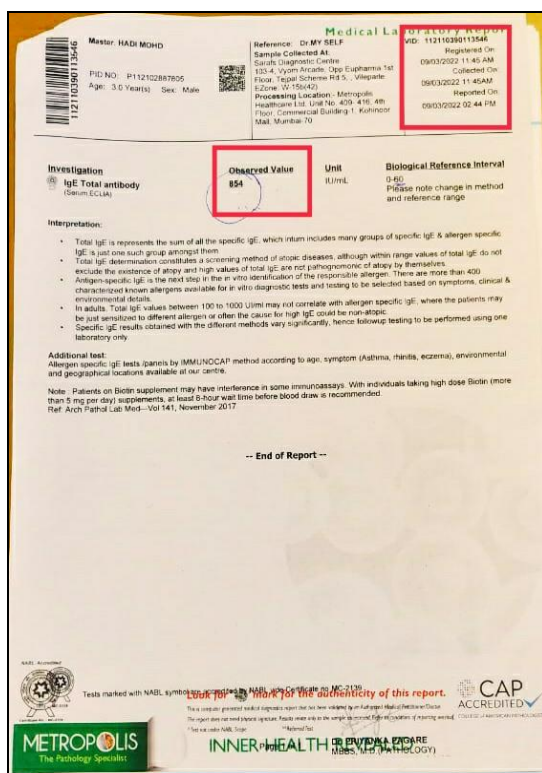 Medical Laboratory Report
Master. HADI MOHD
PID NO: P112102887605
Age: 3.0 Year(s) Sex: Male
112110390113546
Reference: Dr.MY SELF
Sample Collected At:
Sarafs Diagnostic Centre
133-4, Vyom Arcade, Opp Eupharma 1st
Floor, Tejpal Scheme Rd 5, , Vileparle
EZone W-15b(42)
Processing Location:- Metropolis
Healthcare Ltd, Unit No. 409- 416, 4th
Floor, Commercial Building-1, Kohinoor
Mall, Mumbai-70
VID: 112110390113546
Registered On:
09/03/2022 11:45 AM
Collected On:
09/03/2022 11:45AM
Reported On:
09/03/2022 02:44 PM
Investigation Observed Value Unit Biological Reference Interval
IgE Total antibody 854 IU/mL 0-60
(Serum,ECLIA) Please note change in method
and reference range
Interpretation:
• Total IgE is represents the sum of all the specific IgE, which inturn includes many groups of specific IgE & allergen specific
IgE is just one such group amongst them
• Total IgE determination constitutes a screening method of atopic diseases, although within range values of total IgE do not
exclude the existence of atopy and high values of total IgE are not pathognomonic of atopy by themselves.
• Antigen-specific IgE is the next step in the in vitro identification of the responsible allergen. There are more than 400
characterized known allergens available for in vitro diagnostic tests and testing to be selected based on symptoms, clinical &
environmental details.
• In adults, Total IgE values between 100 to 1000 UI/ml may not correlate with allergen specific IgE, where the patients may
be just sensitized to different allergen or often the cause for high IgE could be non-atopic.
• Specific IgE results obtained with the different methods vary significantly, hence followup testing to be performed using one
laboratory only.
Additional test:
Allergen specific IgE tests /panels by IMMUNOCAP method according to age, symptom (Asthma, rhinitis, eczema), environmental
and geographical locations available at our centre.
Note : Patients on Biotin supplement may have interference in some immunoassays. With individuals taking high dose Biotin (more
than 5 mg per day) supplements, at least 8-hour wait time before blood draw is recommended.
Ref: Arch Pathol Lab Med—Vol 141, November 2017
-- End of Report --
NABL Accredited
Tests marked with NABL symbol are accredited by NABL vide Certificate no MC-2139
Look for mark for the authenticity of this report.
CAP
ACCREDITED
COLLEGE of AMERICAN PATHOLOGISTS
METROPOLIS
The Pathology Specialist
INNER HEALTH REVEALED
Dr. PRIYANKA PAGARE
MBBS, M.D.(PATHOLOGY)